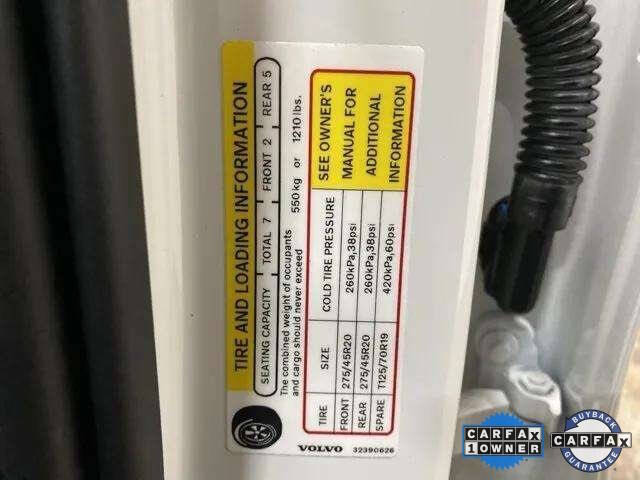 TIRE AND LOADING INFORMATION
SEATING CAPACITY TOTAL 7 FRONT 2 REAR 5
The combined weight of occupants
and cargo should never exceed 550 kg or 1210 lbs.
TIRE SIZE COLD TIRE PRESSURE
FRONT 275/45R20 260kPa,38psi
REAR 275/45R20 260kPa,38psi
SPARE T125/70R19 420kPa,60psi
SEE OWNER'S
MANUAL FOR
ADDITIONAL
INFORMATION
VOLVO 32390626
CARFAX
1 OWNER
BUYBACK
CARFAX
GUARANTEE